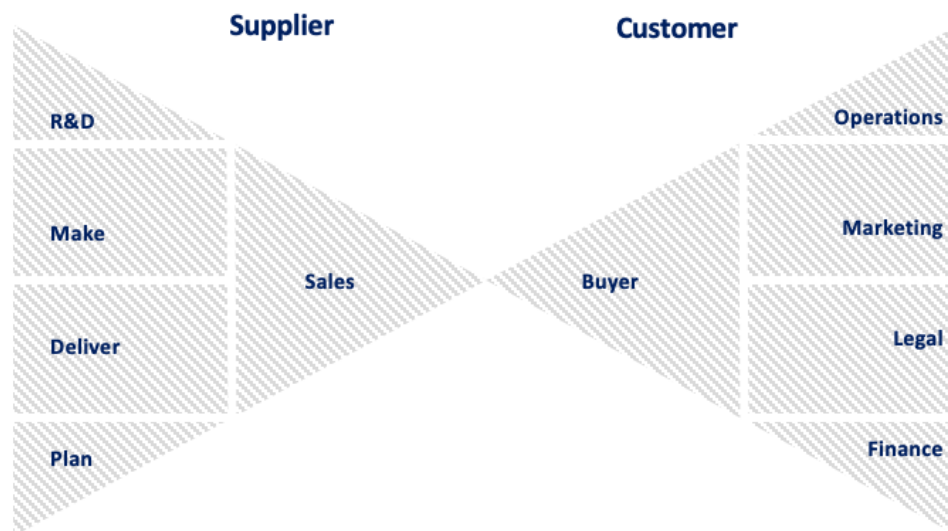 Supplier
Customer
R&D
Make
Deliver
Plan
Sales
Buyer
Operations
Marketing
Legal
Finance